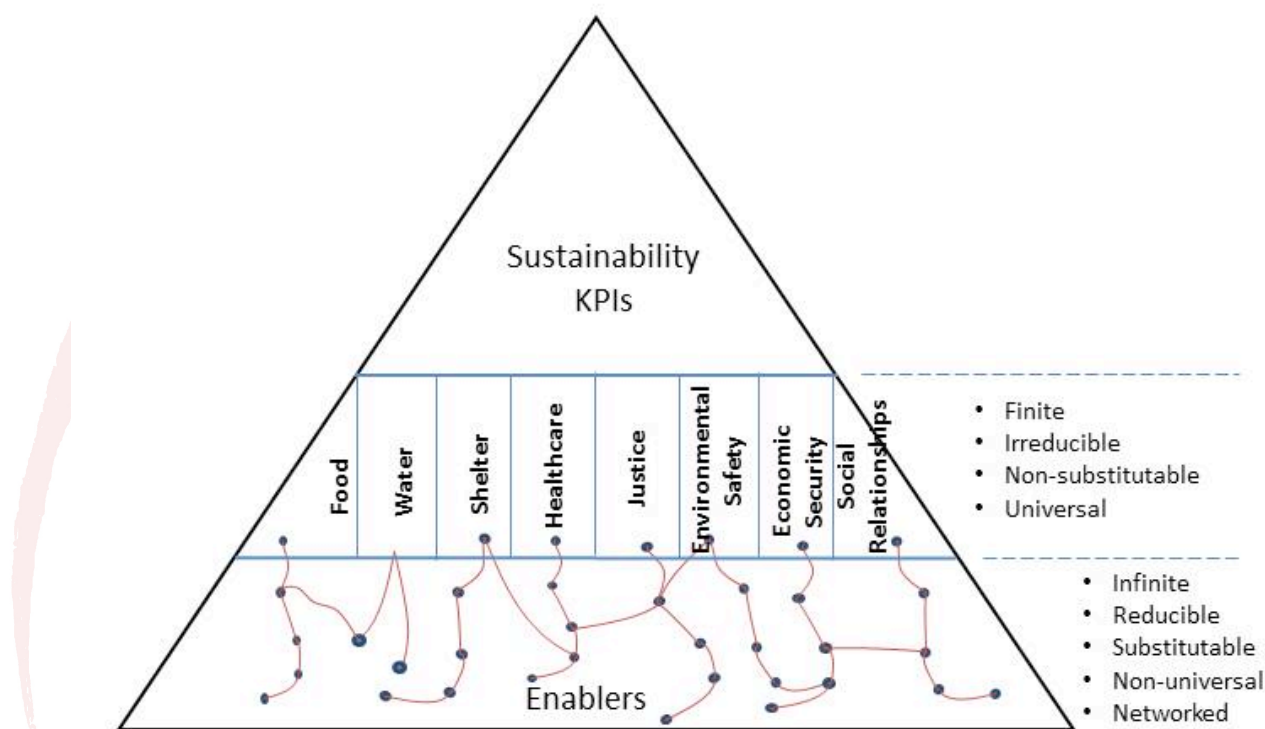 Sustainability
KPIs
Food
Water
Shelter
Healthcare
Justice
Environmental
Safety
Economic
Security
Social
Relationships
• Finite
• Irreducible
• Non-substitutable
• Universal
Enablers
• Infinite
• Reducible
• Substitutable
• Non-universal
• Networked